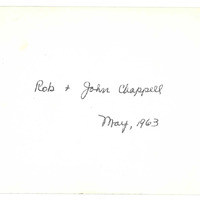 Rob + John Chappell
May, 1963